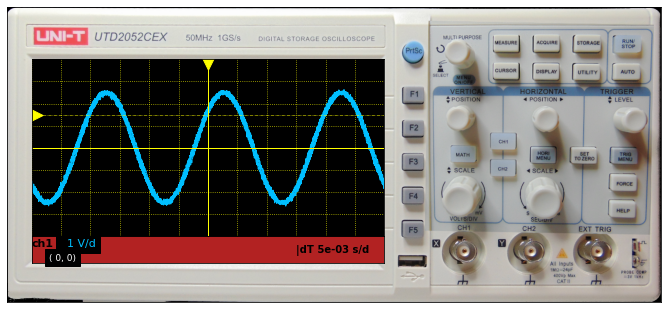 UNI-T UTD2052CEX 50MHz 1GS/s DIGITAL STORAGE OSCILLOSCOPE
MULTI PURPOSE
SELECT
PrtSc
MEASURE ACQUIRE STORAGE RUN/STOP
CURSOR DISPLAY UTILITY AUTO
F1
F2
F3
F4
F5
VERTICAL HORIZONTAL TRIGGER
POSITION POSITION LEVEL
CH1
MATH HORI MENU SET TO ZERO TRIG MENU
CH2
SCALE SCALE FORCE
HELP
VOLTS/DIV SEC/DIV
CH1 CH2 EXT TRIG
X Y
All Inputs
CAT II
ch1 1 V/d
(0, 0)
|dT 5e-03 s/d